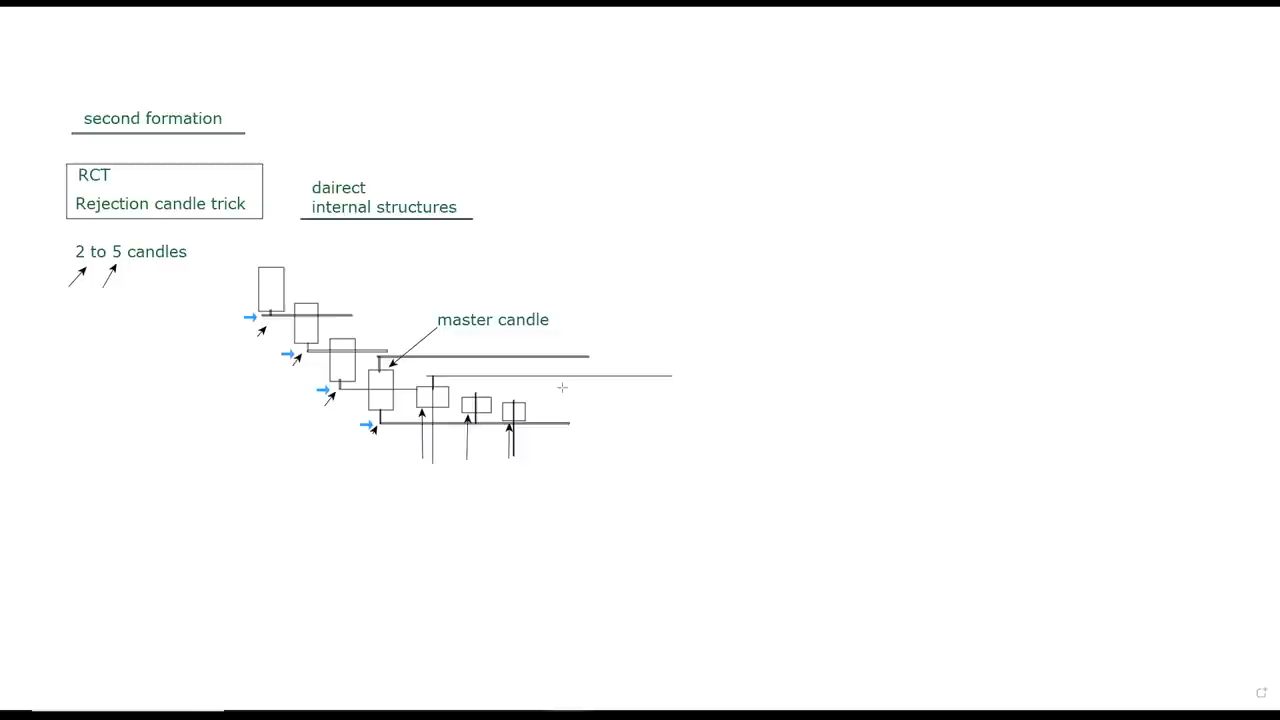 second formation
RCT
Rejection candle trick
dairect
internal structures
2 to 5 candles
master candle